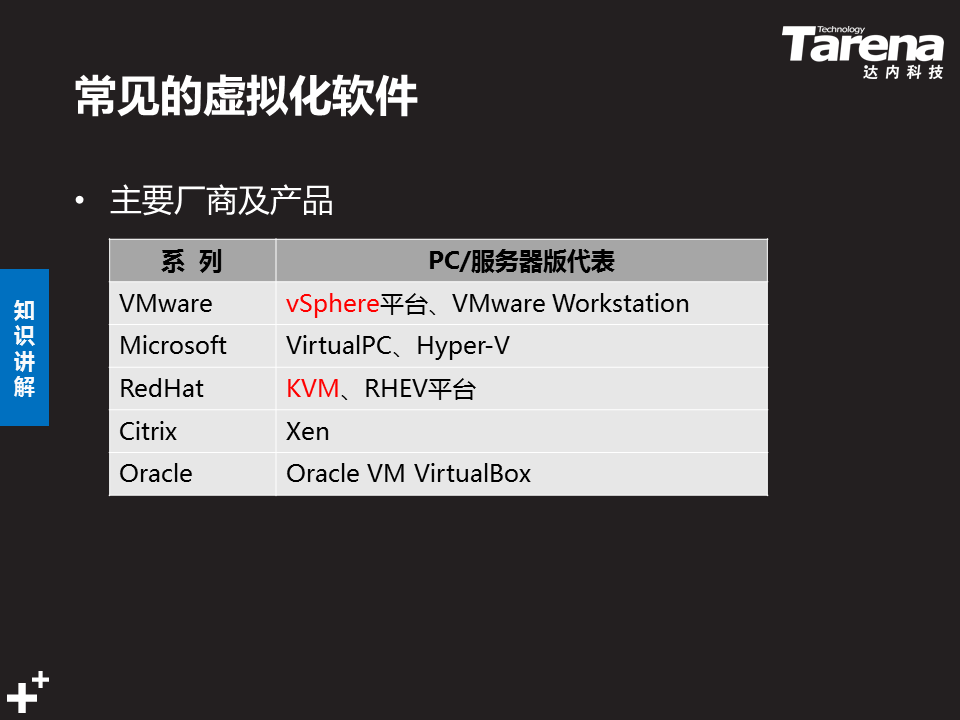 Technology
Tarena
达内科技
常见的虚拟化软件
• 主要厂商及产品
系 列 PC/服务器版代表
VMware vSphere平台、VMware Workstation
Microsoft VirtualPC、Hyper-V
RedHat KVM、RHEV平台
Citrix Xen
Oracle Oracle VM VirtualBox
知识讲解